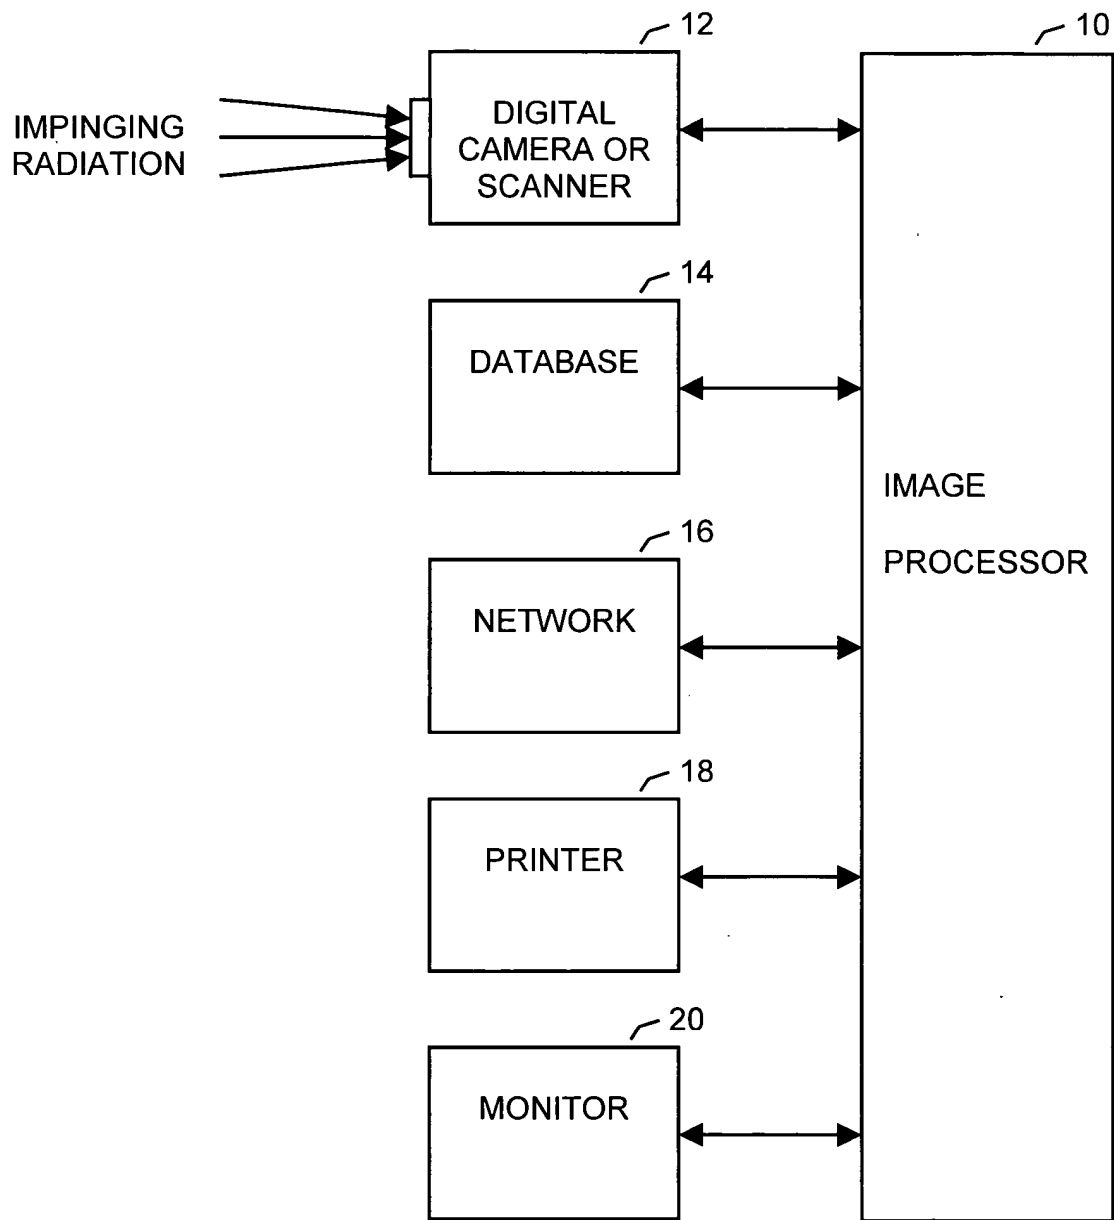 12
10
IMPINGING
RADIATION
DIGITAL
CAMERA OR
SCANNER
14
DATABASE
IMAGE
PROCESSOR
16
NETWORK
18
PRINTER
20
MONITOR